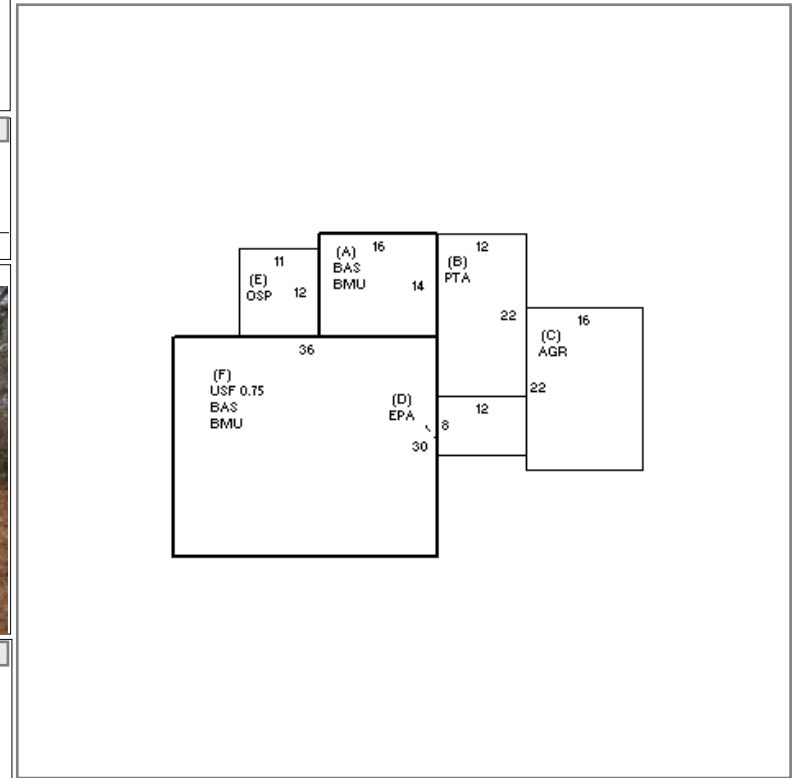 16
(A)
BAS
BMU
14
12
(B)
PTA
22
11
(E)
OSP
12
16
(C)
AGR
22
36
(F)
USF 0.75
BAS
BMU
(D)
EPA
12
8
30